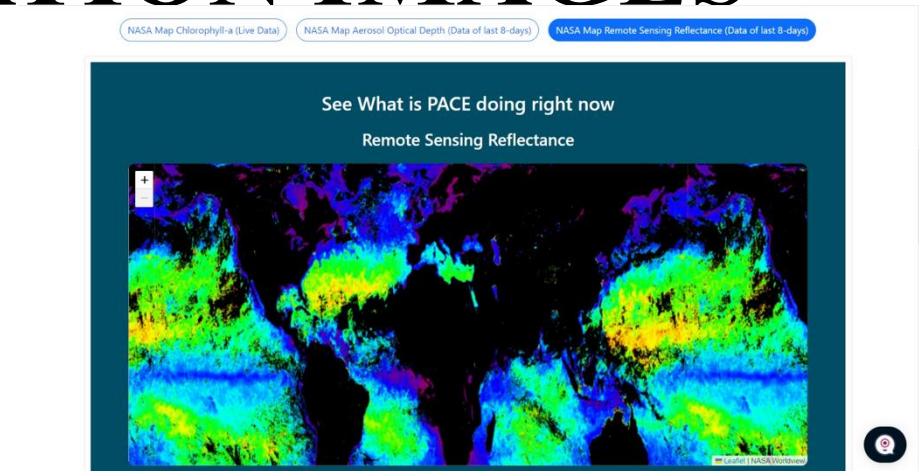 NASA Map Chlorophyll-a (Live Data) NASA Map Aerosol Optical Depth (Data of last 8-days) NASA Map Remote Sensing Reflectance (Data of last 8-days)
See What is PACE doing right now
Remote Sensing Reflectance
+
−
Leaflet | NASA Worldview